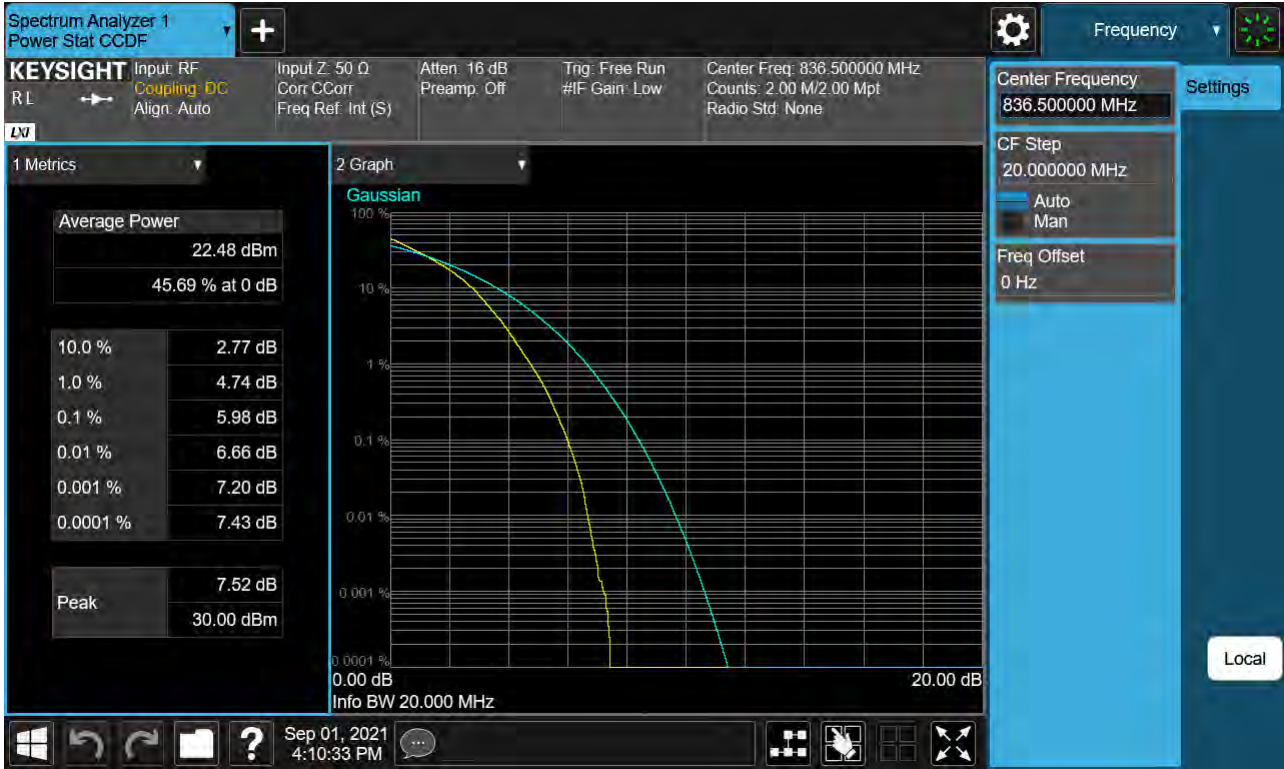 Spectrum Analyzer 1
Power Stat CCDF
Frequency
KEYSIGHT
R L
LXI
Input: RF
Coupling: DC
Align: Auto
Input Z: 50 Ω
Corr CCorr
Freq Ref: Int (S)
Atten: 16 dB
Preamp: Off
Trig: Free Run
#IF Gain: Low
Center Freq: 836.500000 MHz
Counts: 2.00 M/2.00 Mpt
Radio Std: None
Center Frequency
836.500000 MHz
Settings
CF Step
20.000000 MHz
Auto
Man
Freq Offset
0 Hz
Local
1 Metrics
Average Power
22.48 dBm
45.69 % at 0 dB
10.0 % 2.77 dB
1.0 % 4.74 dB
0.1 % 5.98 dB
0.01 % 6.66 dB
0.001 % 7.20 dB
0.0001 % 7.43 dB
Peak 7.52 dB
30.00 dBm
2 Graph
Gaussian
100 %
10 %
1 %
0.1 %
0.01 %
0.001 %
0.0001 %
0.00 dB 20.00 dB
Info BW 20.000 MHz
?
Sep 01, 2021
4:10:33 PM